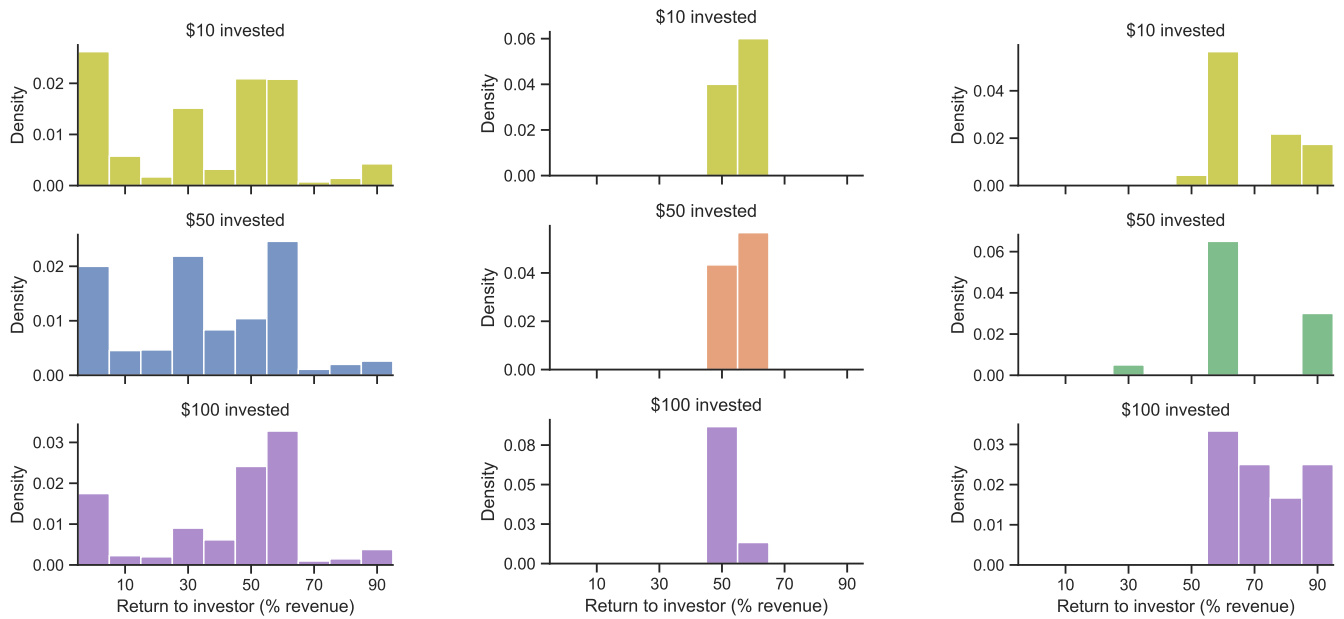 $10 invested
Density
0.02
0.01
0.00
$50 invested
Density
0.02
0.01
0.00
$100 invested
Density
0.03
0.02
0.01
0.00
10 30 50 70 90
Return to investor (% revenue)
$10 invested
Density
0.06
0.04
0.02
0.00
$50 invested
Density
0.04
0.02
0.00
$100 invested
Density
0.08
0.05
0.03
0.00
10 30 50 70 90
Return to investor (% revenue)
$10 invested
Density
0.04
0.02
0.00
$50 invested
Density
0.06
0.04
0.02
0.00
$100 invested
Density
0.03
0.02
0.01
0.00
10 30 50 70 90
Return to investor (% revenue)